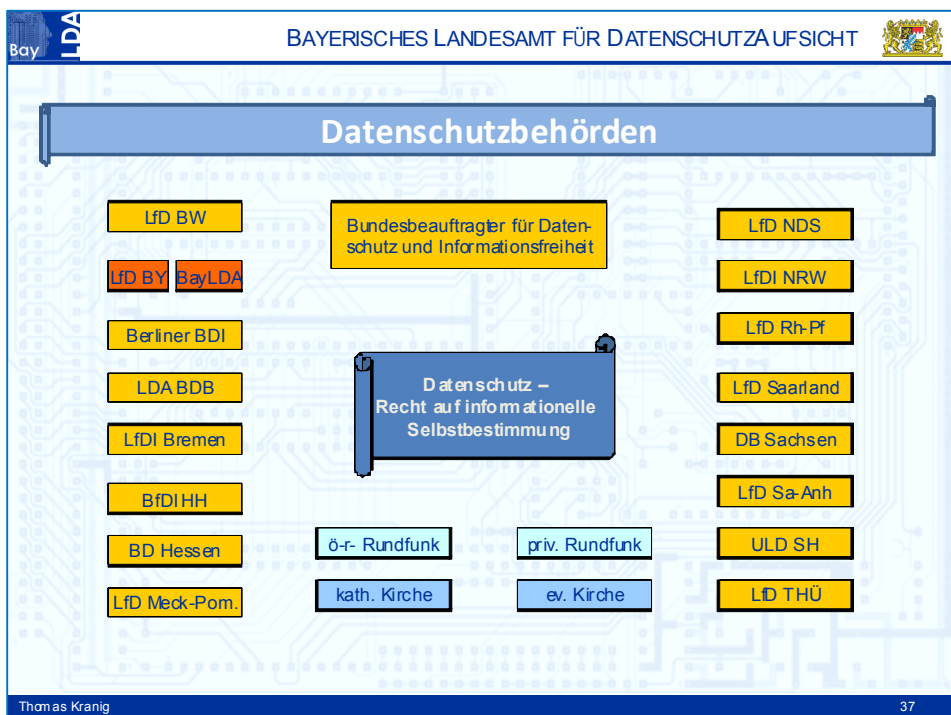 Bay LDA
BAYERISCHES LANDESAMT FÜR DATENSCHUTZAUFSICHT
Datenschutzbehörden
LfD BW
LfD BY BayLDA
Berliner BDI
LDA BDB
LfDI Bremen
BfDI HH
BD Hessen
LfD Meck-Pom.
Bundesbeauftragter für Daten-
schutz und Informationsfreiheit
Datenschutz –
Recht auf informationelle
Selbstbestimmung
ö-r- Rundfunk
priv. Rundfunk
kath. Kirche
ev. Kirche
LfD NDS
LfDI NRW
LfD Rh-Pf
LfD Saarland
DB Sachsen
LfD Sa-Anh
ULD SH
LfD THÜ
Thomas Kranig
37